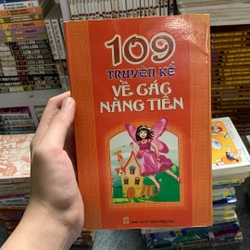 109
TRUYỆN KỂ
VỀ CÁC
NÀNG TIÊN